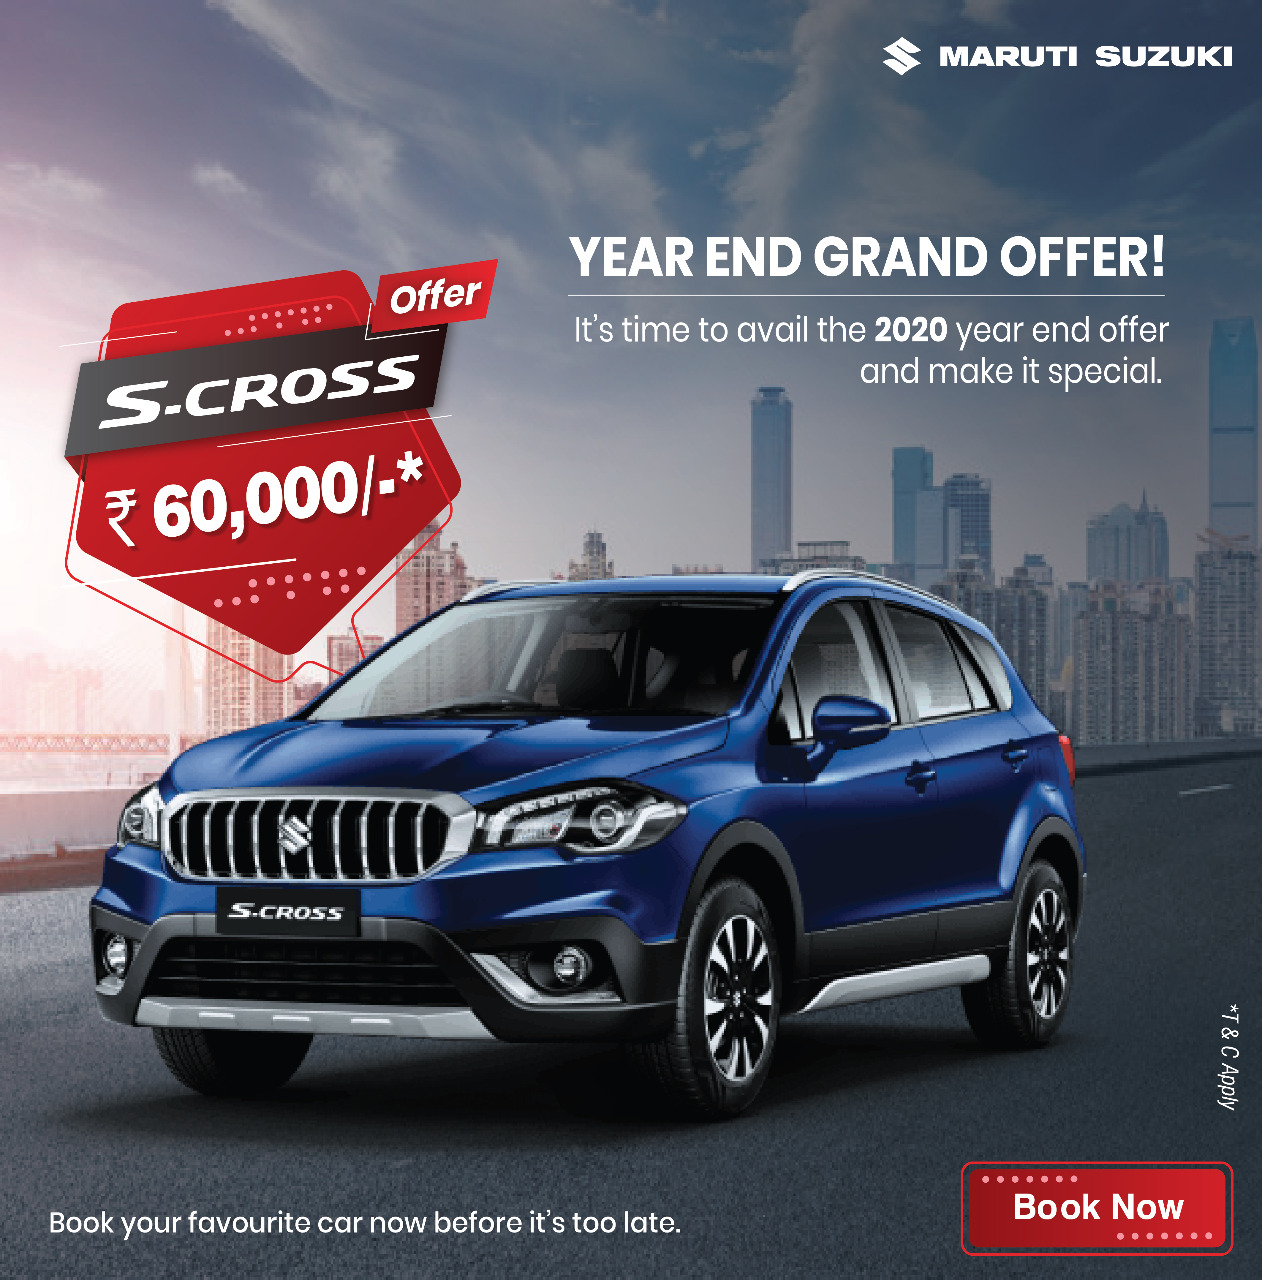 MARUTI SUZUKI
YEAR END GRAND OFFER!
It's time to avail the 2020 year end offer
and make it special.
Offer
S-CROSS
₹ 60,000/-*
S-CROSS
*T & C Apply
Book your favourite car now before it's too late.
Book Now